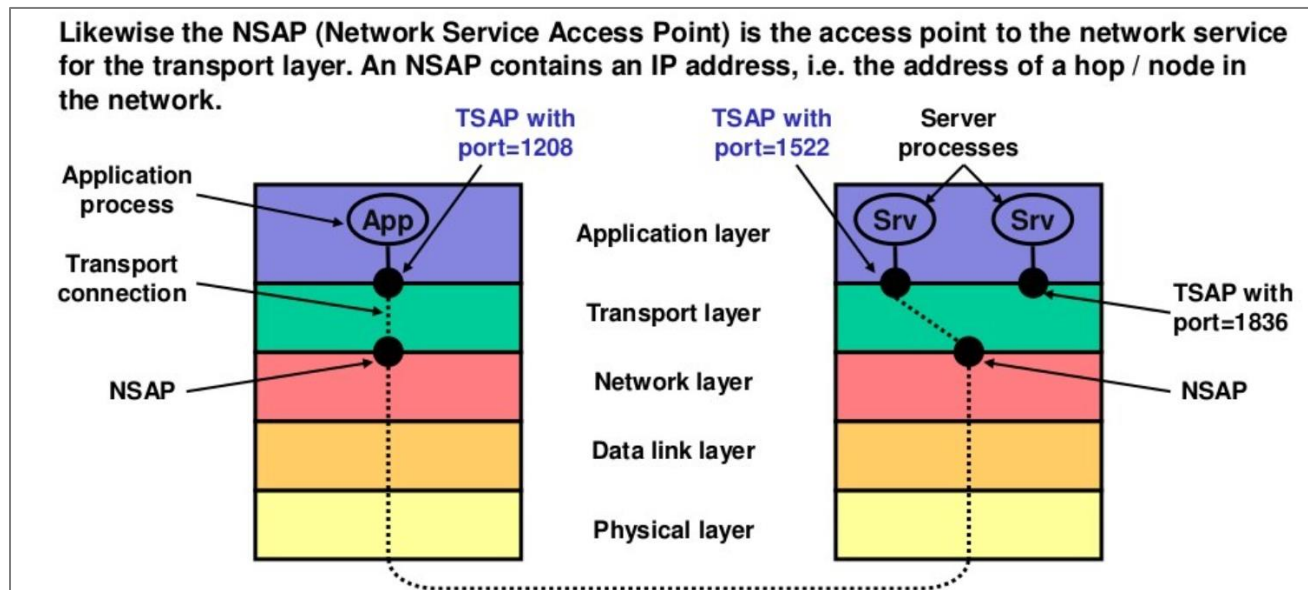 Likewise the NSAP (Network Service Access Point) is the access point to the network service
for the transport layer. An NSAP contains an IP address, i.e. the address of a hop / node in
the network.
TSAP with
port=1208
TSAP with
port=1522
Server
processes
Application
process
App
Srv
Srv
Application layer
Transport
connection
TSAP with
port=1836
Transport layer
NSAP
Network layer
NSAP
Data link layer
Physical layer